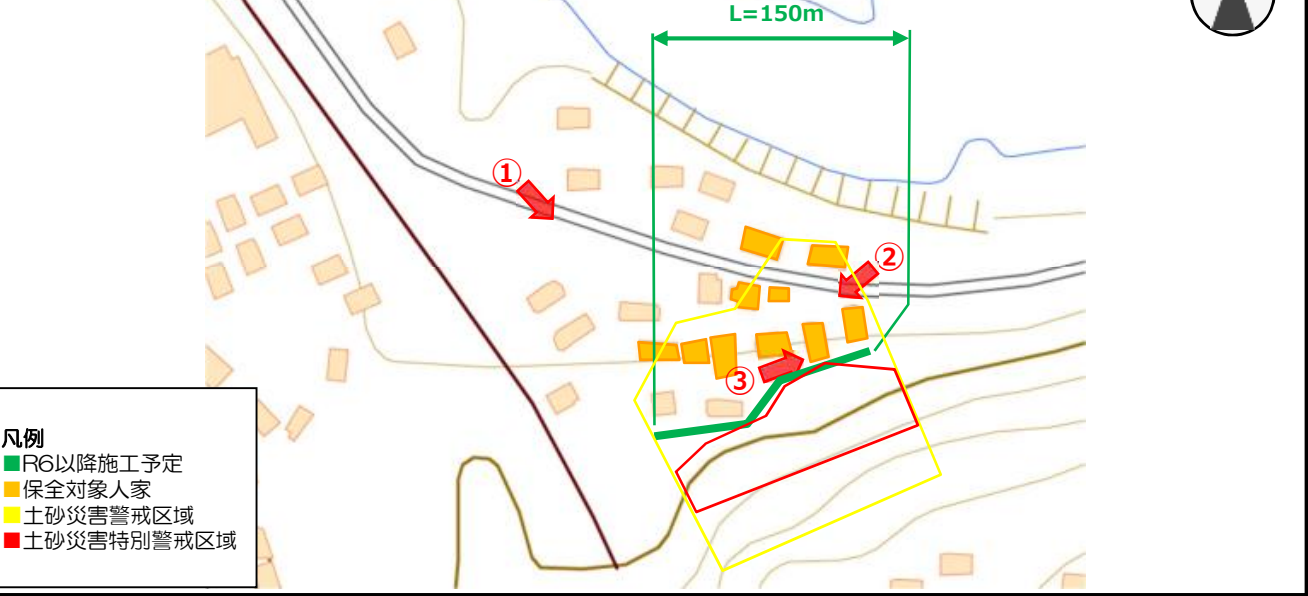 L=150m
①
②
③
凡例
■R6以降施工予定
■保全対象人家
■土砂災害警戒区域
■土砂災害特別警戒区域